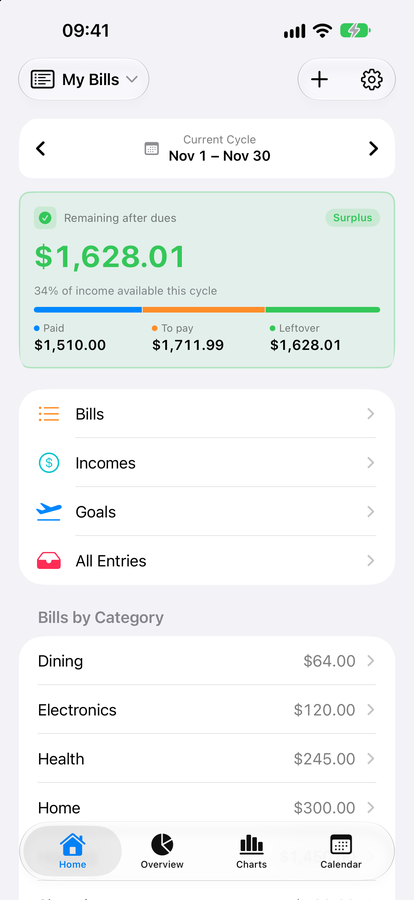 09:41
My Bills
Current Cycle
Nov 1 – Nov 30
Remaining after dues
Surplus
$1,628.01
34% of income available this cycle
Paid
$1,510.00
To pay
$1,711.99
Leftover
$1,628.01
Bills
Incomes
Goals
All Entries
Bills by Category
Dining
$64.00
Electronics
$120.00
Health
$245.00
Home
$300.00
Home
Overview
Charts
Calendar